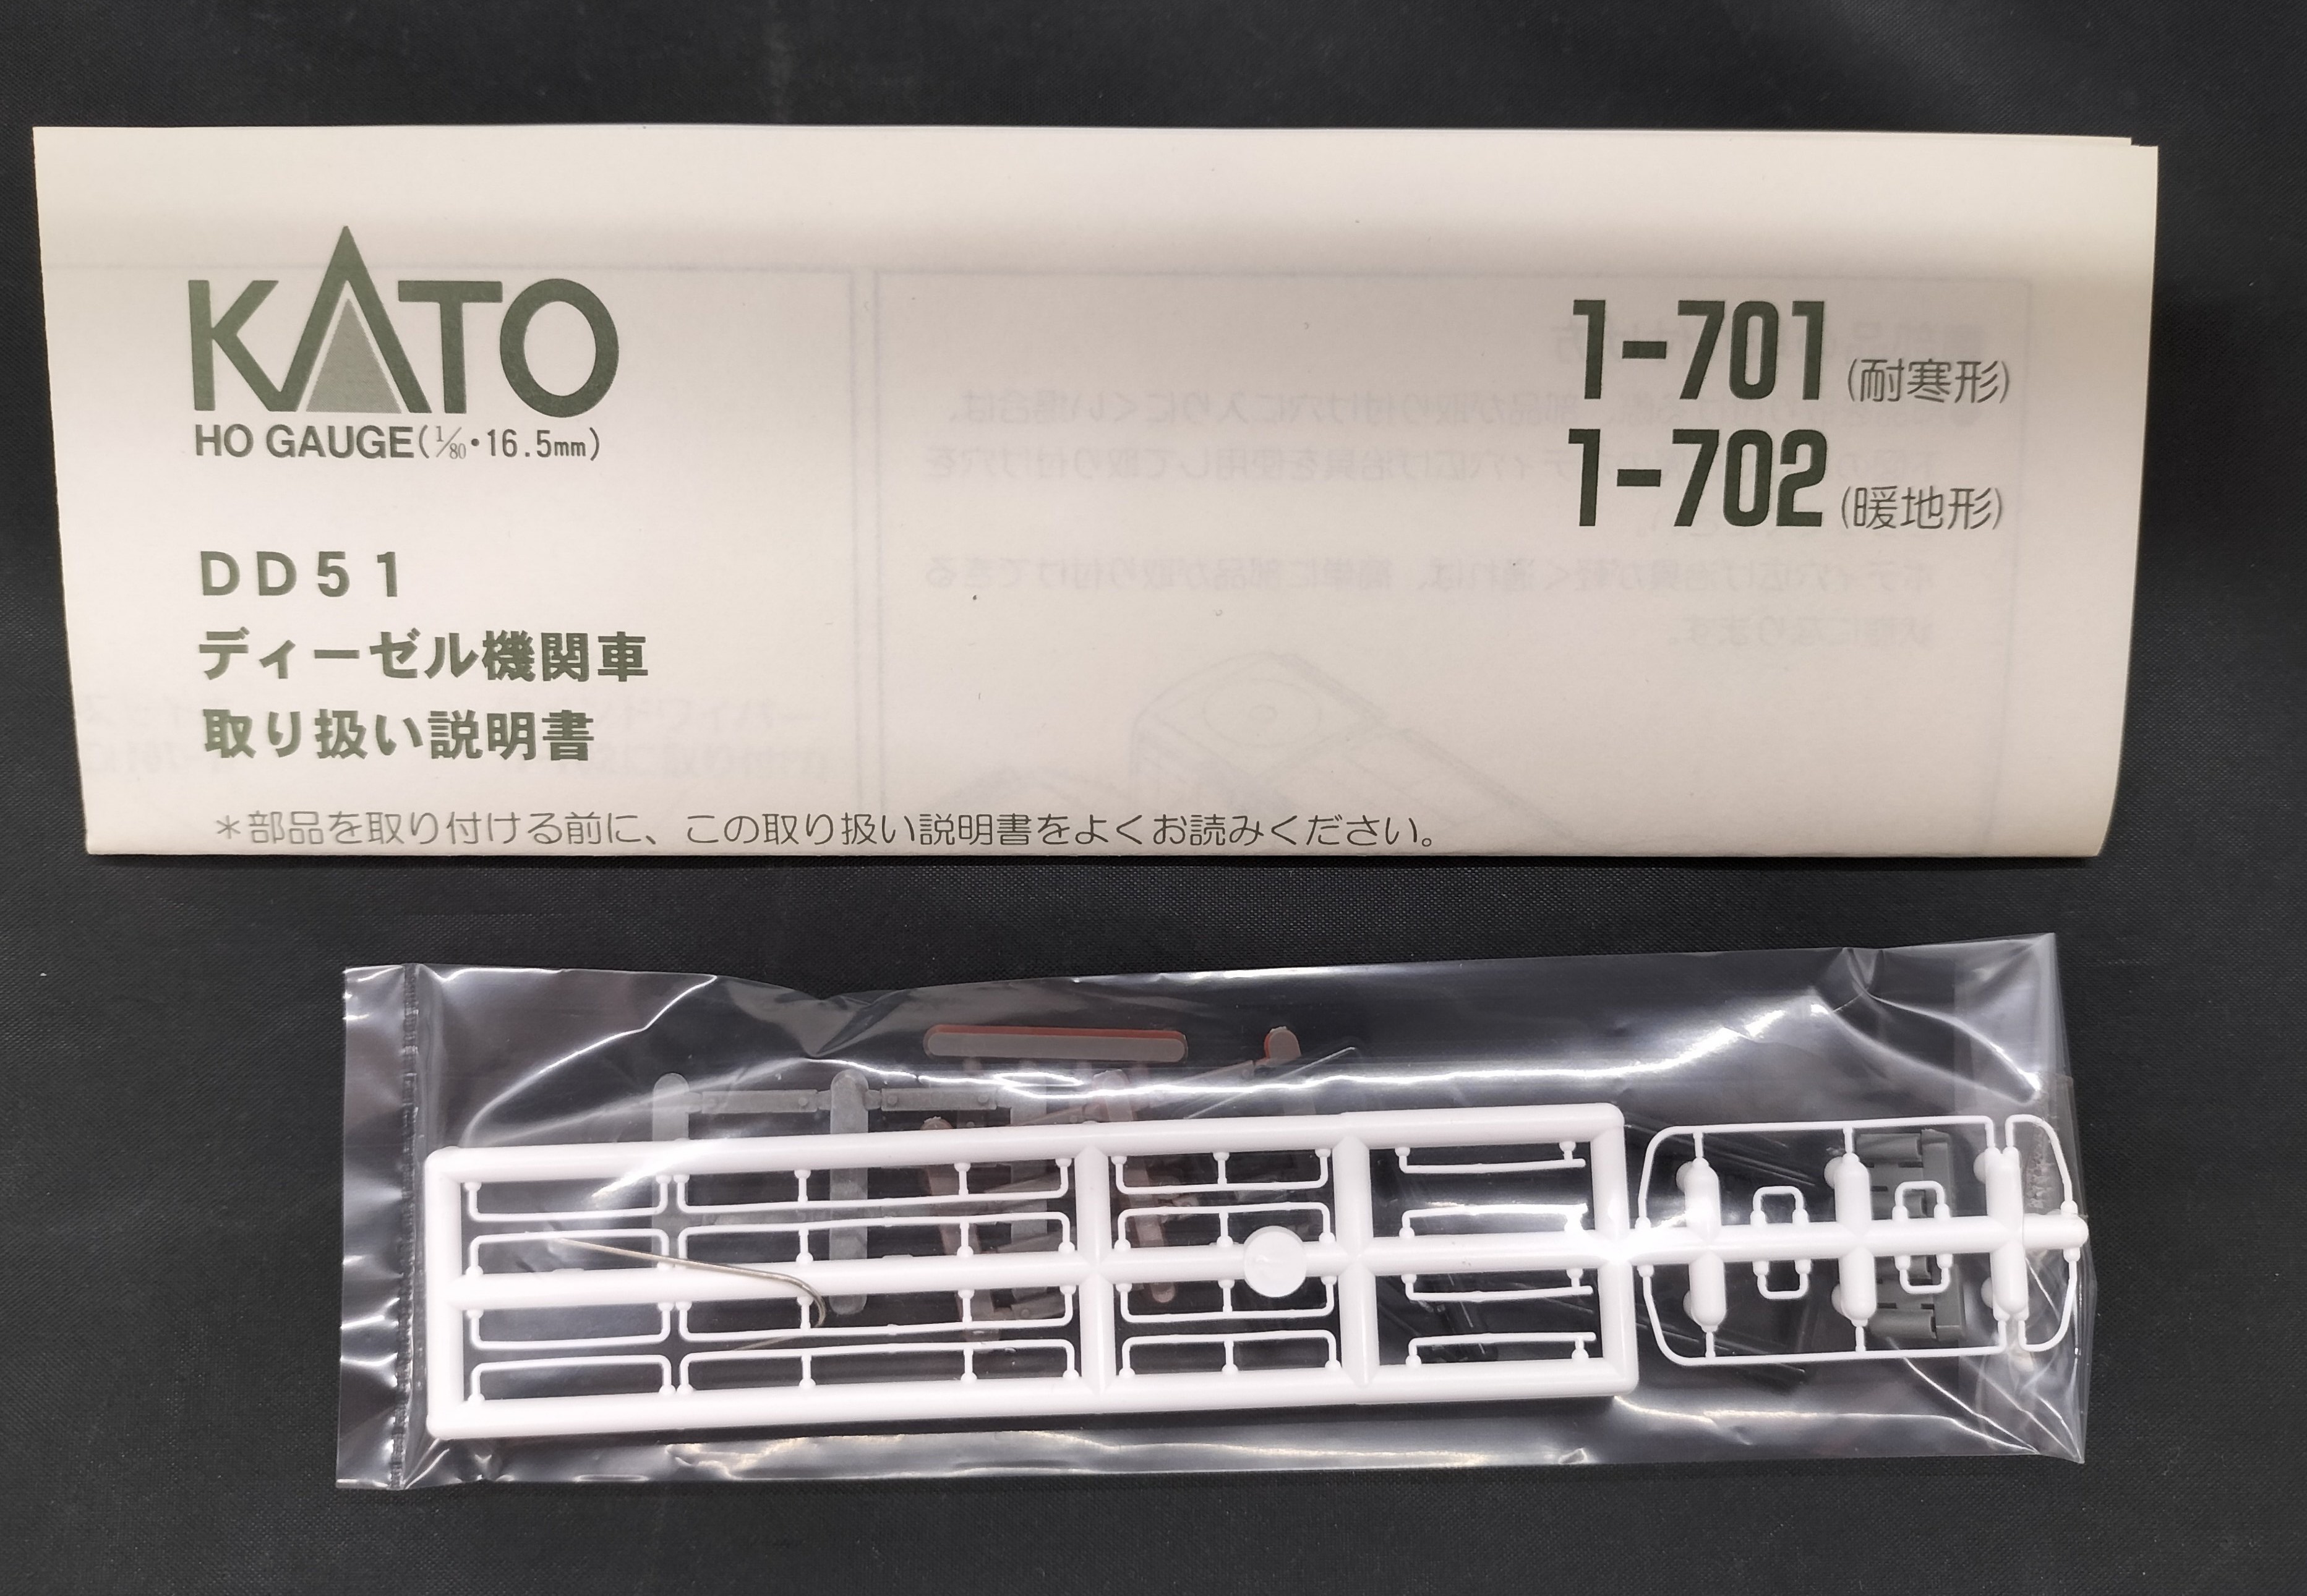 KATO
HO GAUGE(1/80・16.5mm)
1-701(耐寒形)
1-702(暖地形)
DD51
ディーゼル機関車
取り扱い説明書
＊部品を取り付ける前に、この取り扱い説明書をよくお読みください。